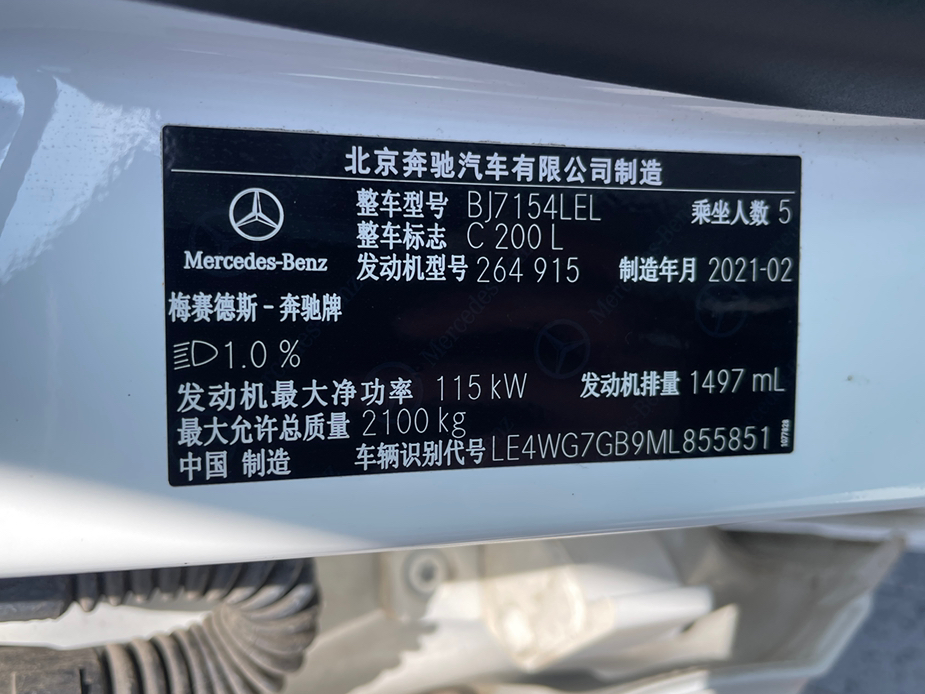 北京奔驰汽车有限公司制造
整车型号 BJ7154LEL 乘坐人数 5
整车标志 C 200 L
Mercedes-Benz 发动机型号 264 915 制造年月 2021-02
梅赛德斯-奔驰牌
1.0 %
发动机最大净功率 115 kW 发动机排量 1497 mL
最大允许总质量 2100 kg
中国 制造 车辆识别代号 LE4WG7GB9ML855851
1077828